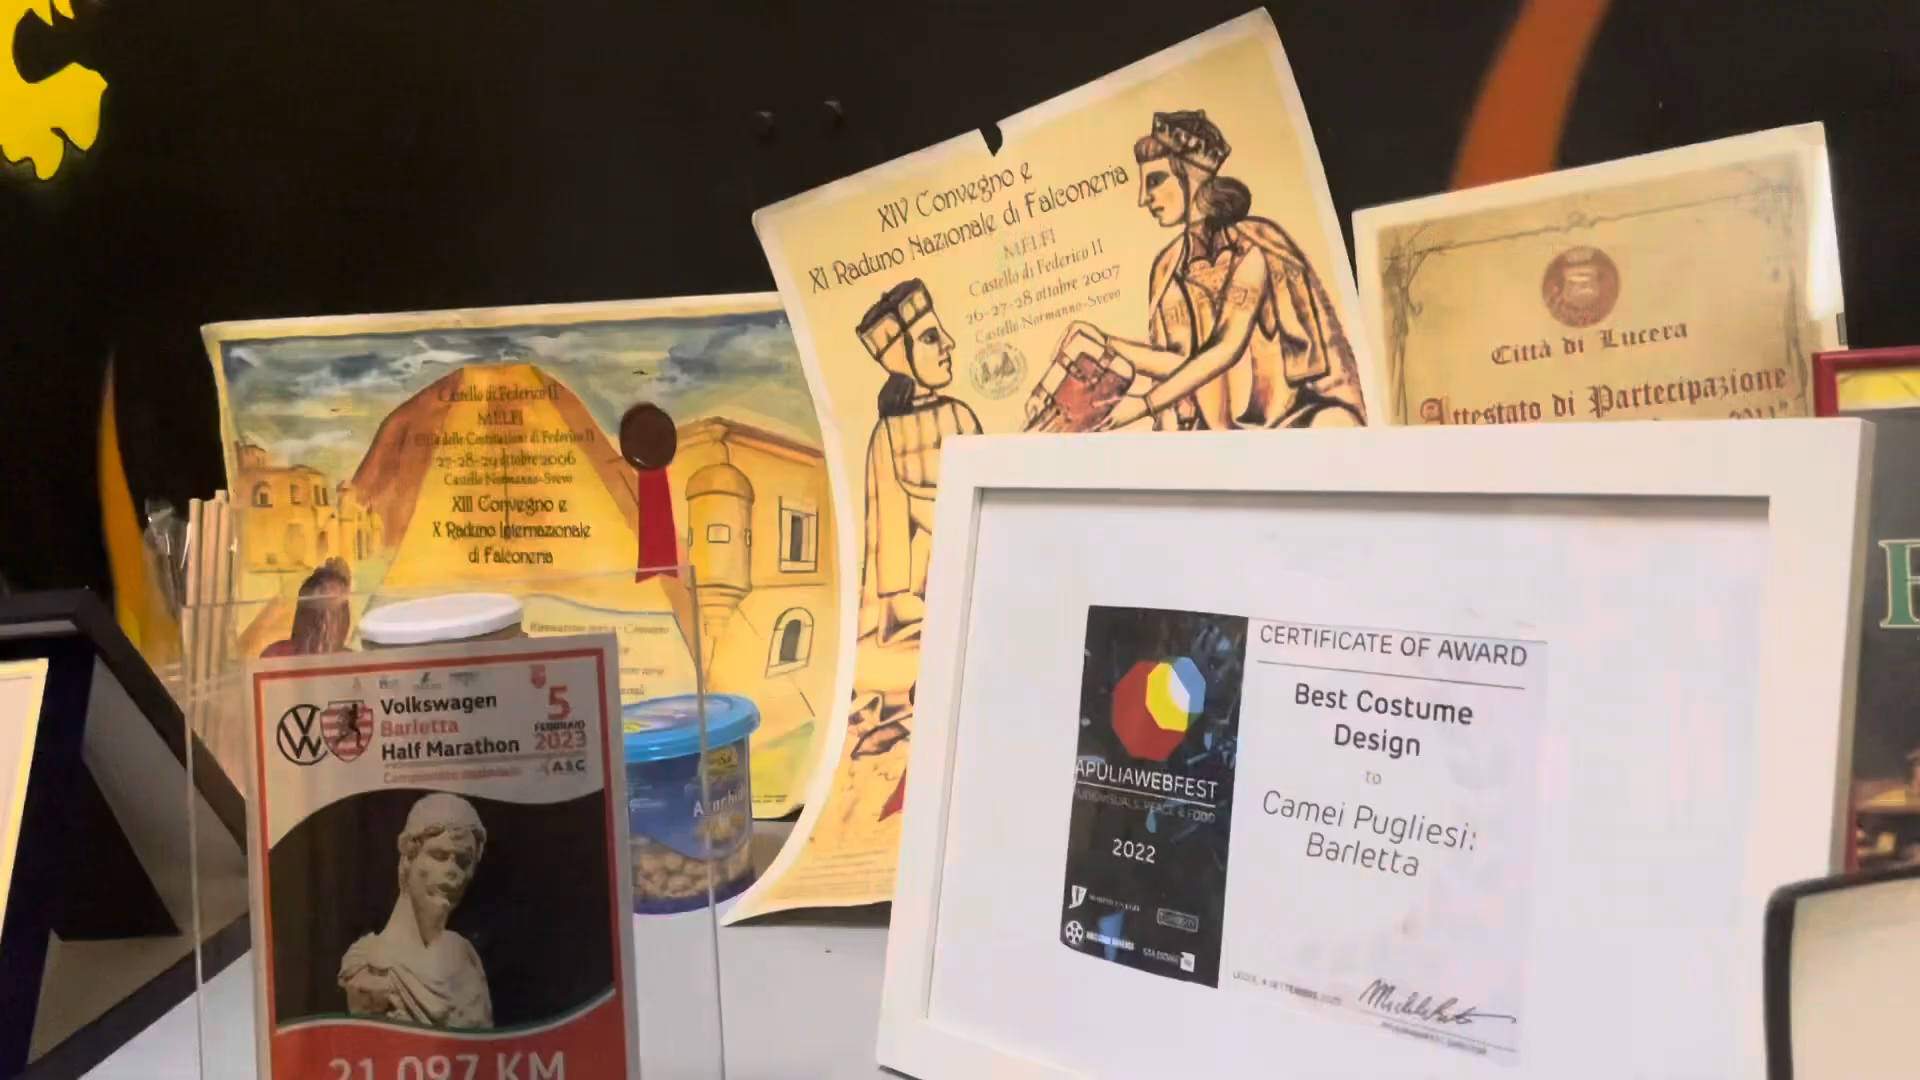 XIV Convegno e
XI Raduno Nazionale di Falconeria
MELFI
Castello di Federico II
26-27-28 ottobre 2007
Castello Normanno-Svevo
Città di Lucera
Attestato di Partecipazione
Castello di Federico II
MELFI
27-28-29 ottobre 2006
Castello Normanno-Svevo
XIII Convegno e
X Raduno Internazionale
di Falconeria
Volkswagen
Barletta
Half Marathon
5
FEBBRAIO
2023
ASC
21,097 KM
APULIAWEBFEST
2022
CERTIFICATE OF AWARD
Best Costume
Design
to
Camei Pugliesi:
Barletta